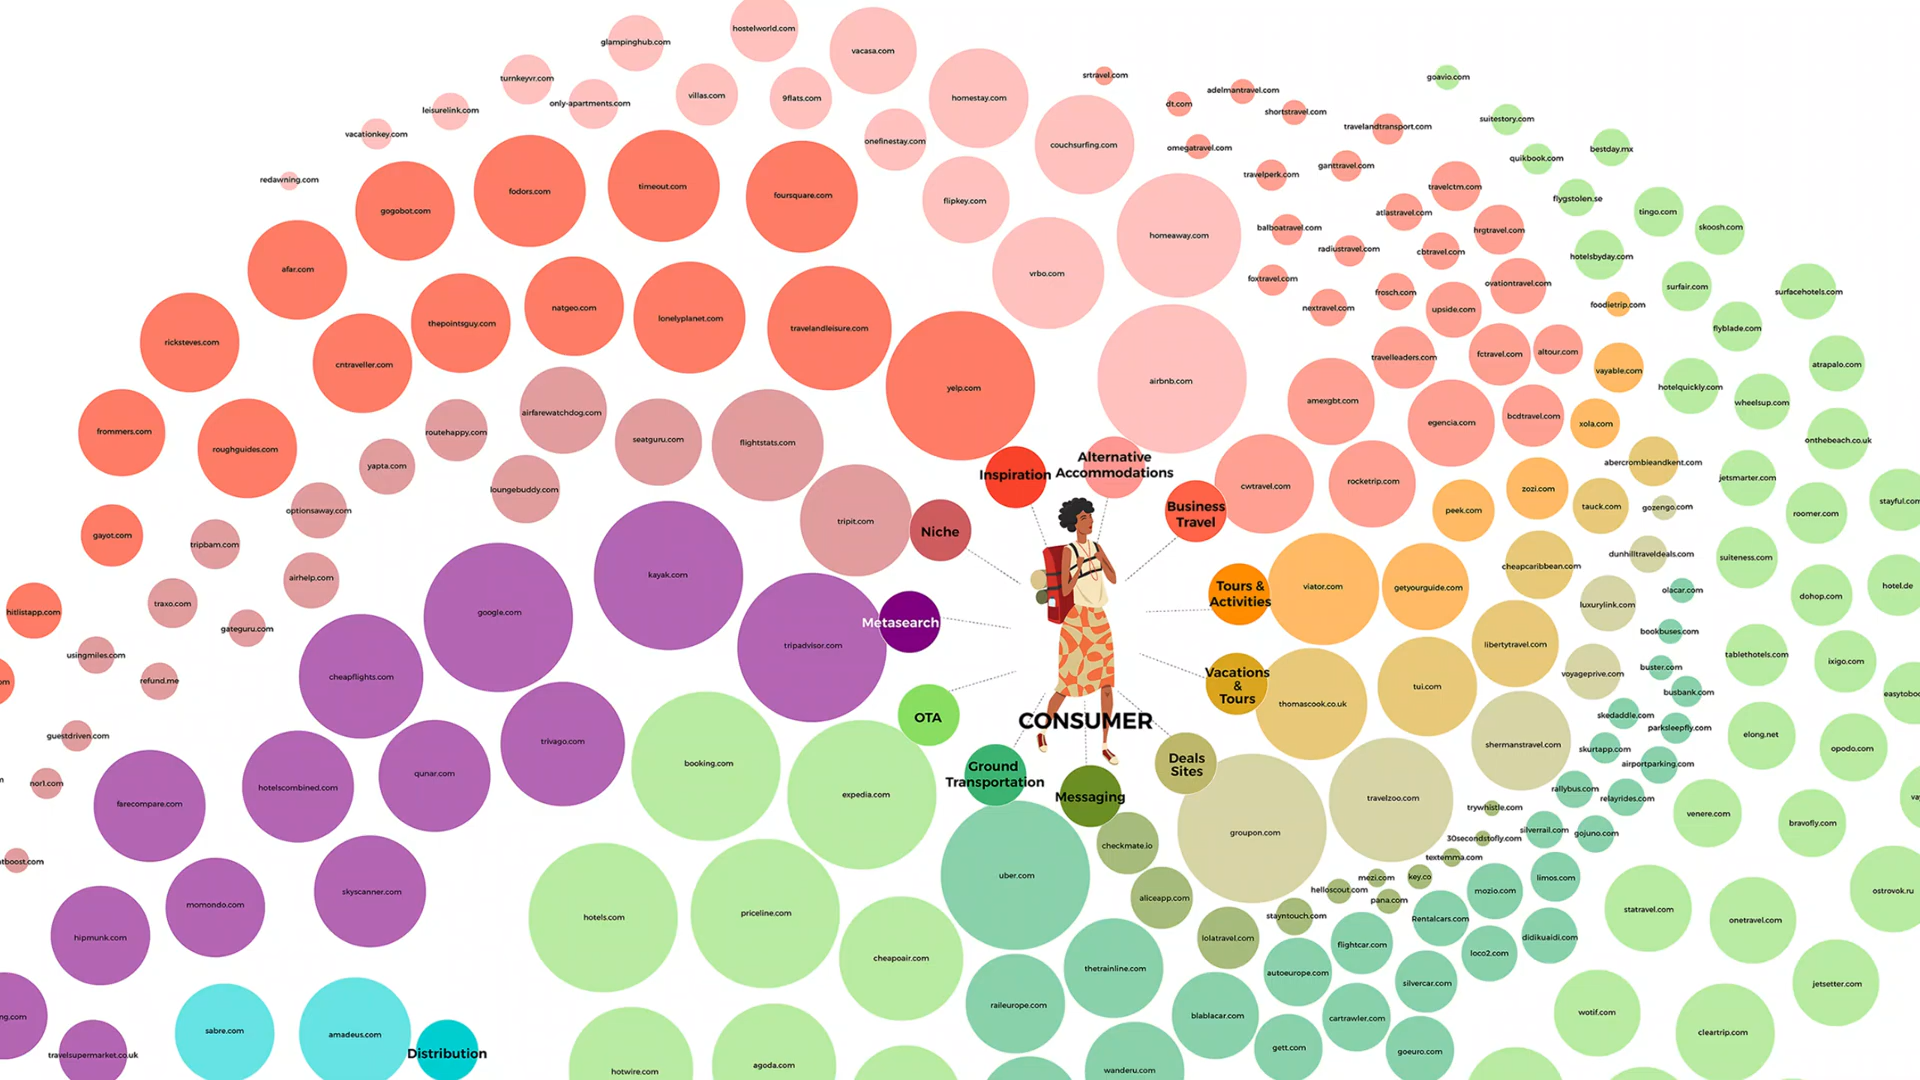 hostelworld.com
glampinghub.com
vacasa.com
turnkeyvr.com
only-apartments.com
villas.com
9flats.com
homestay.com
leisurelink.com
vacationkey.com
onefinestay.com
couchsurfing.com
redawning.com
flipkey.com
homeaway.com
vrbo.com
airbnb.com
gogobot.com
fodors.com
timeout.com
foursquare.com
afar.com
ricksteves.com
cntraveller.com
thepointsguy.com
natgeo.com
lonelyplanet.com
travelandleisure.com
yelp.com
frommers.com
roughguides.com
gayot.com
hitlistapp.com
om
Inspiration
Alternative
Accommodations
Business
Travel
srtravel.com
dt.com
adelmantravel.com
shortstravel.com
travelandtransport.com
omegatravel.com
travelperk.com
ganttravel.com
travelctm.com
atlastravel.com
balboatravel.com
radiustravel.com
cbtravel.com
hrgtravel.com
foxtravel.com
frosch.com
ovationtravel.com
nextravel.com
upside.com
travelleaders.com
fctravel.com
altour.com
amexgbt.com
egencia.com
bcdtravel.com
cwtravel.com
rocketrip.com
goavio.com
suitestory.com
quikbook.com
bestday.mx
flygstolen.se
tingo.com
skoosh.com
hotelsbyday.com
surfair.com
surfacehotels.com
foodietrip.com
flyblade.com
vayable.com
hotelquickly.com
atrapalo.com
wheelsup.com
xola.com
onthebeach.co.uk
abercrombieandkent.com
jetsmarter.com
zozi.com
tauck.com
gozengo.com
stayful.com
peek.com
roomer.com
dunhilltraveldeals.com
suiteness.com
cheapcaribbean.com
hotel.de
olacar.com
dohop.com
luxurylink.com
bookbuses.com
libertytravel.com
tablethotels.com
ixigo.com
buster.com
voyageprive.com
busbank.com
easytoboo
skedaddle.com
parksleepfly.com
elong.net
opodo.com
shermanstravel.com
skurtapp.com
airportparking.com
rallybus.com
relayrides.com
va
venere.com
bravofly.com
Tours &
Activities
viator.com
getyourguide.com
Vacations
&
Tours
thomascook.co.uk
tui.com
Deals
Sites
groupon.com
travelzoo.com
trywhistle.com
silverrail.com
gojuno.com
30secondstofly.com
textemma.com
mezi.com
key.co
limos.com
helloscout.com
pana.com
mozio.com
ostrovok.ru
stayntouch.com
Rentalcars.com
statravel.com
onetravel.com
lolatravel.com
flightcar.com
didikuaidi.com
loco2.com
autoeurope.com
silvercar.com
jetsetter.com
blablacar.com
cartrawler.com
wotif.com
cleartrip.com
gett.com
goeuro.com
CONSUMER
Messaging
checkmate.io
aliceapp.com
Ground
Transportation
uber.com
thetrainline.com
raileurope.com
wanderu.com
OTA
booking.com
expedia.com
hotels.com
priceline.com
cheapoair.com
hotwire.com
agoda.com
Niche
airfarewatchdog.com
routehappy.com
seatguru.com
flightstats.com
yapta.com
loungebuddy.com
optionsaway.com
tripit.com
tripbam.com
airhelp.com
traxo.com
gateguru.com
usingmiles.com
refund.me
guestdriven.com
nor1.com
n
tboost.com
Metasearch
kayak.com
google.com
tripadvisor.com
cheapflights.com
trivago.com
qunar.com
hotelscombined.com
farecompare.com
skyscanner.com
momondo.com
hipmunk.com
ng.com
travelsupermarket.co.uk
sabre.com
amadeus.com
Distribution